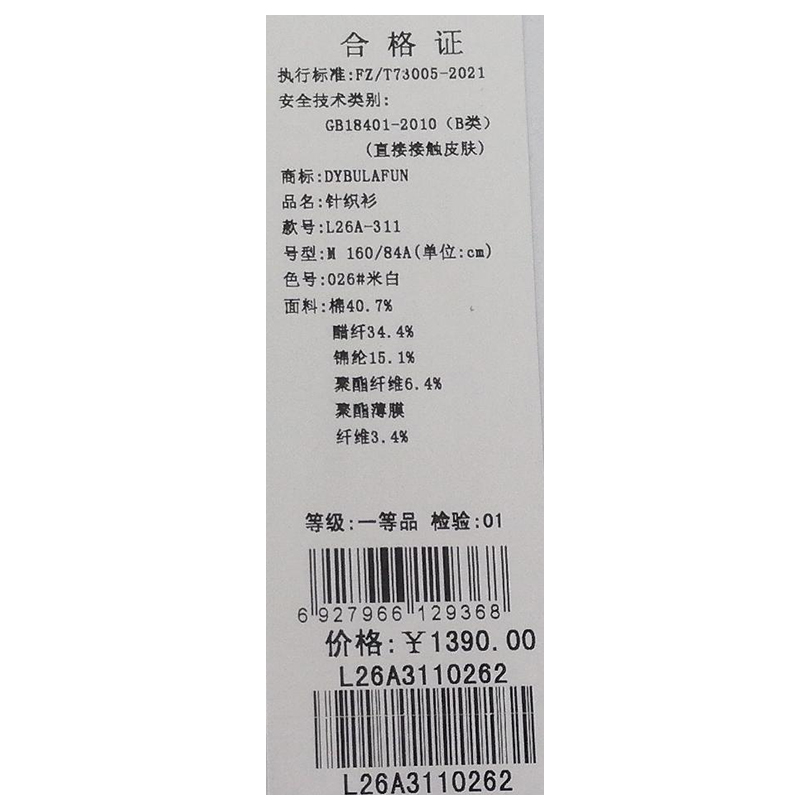 合格证
执行标准:FZ/T73005-2021
安全技术类别:
GB18401-2010（B类）
(直接接触皮肤)
商标:DYBULAFUN
品名:针织衫
款号:L26A-311
号型:M 160/84A(单位:cm)
色号:026#米白
面料:棉40.7%
醋纤34.4%
锦纶15.1%
聚酯纤维6.4%
聚酯薄膜
纤维3.4%
等级:一等品 检验:01
6 927966 129368
价格:￥1390.00
L26A3110262
L26A3110262